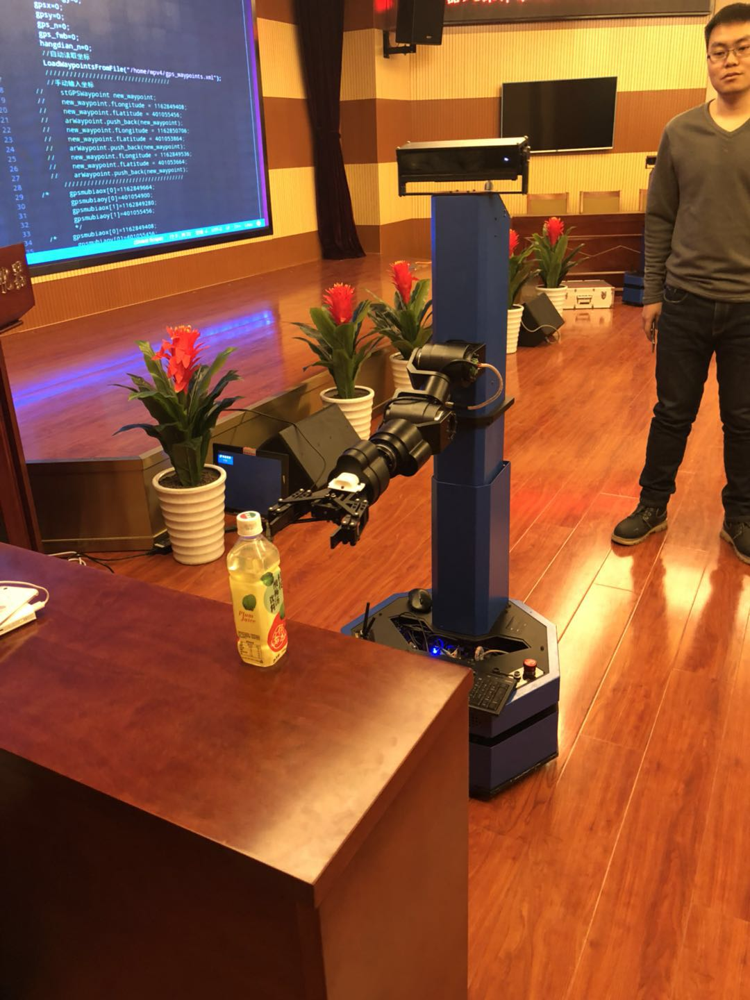 gpsx=0;
gpsy=0;
gps_n=0;
gps_fwb=0;
hangdian_n=0;
//自动读取坐标
LoadWaypointsFromFile("/home/mpv4/gps_waypoints.xml");
//////////////////////////////////
//手动输入坐标
// stGPSWaypoint new_waypoint;
// new_waypoint.fLongitude = 1162849408;
20 // new_waypoint.fLatitude = 401055456;
21 // arWaypoint.push_back(new_waypoint);
22 // new_waypoint.fLongitude = 1162850706;
23 // new_waypoint.fLatitude = 401053864;
24 // arWaypoint.push_back(new_waypoint);
25 // new_waypoint.fLongitude = 1162849536;
26 // new_waypoint.fLatitude = 401053664;
27 // arWaypoint.push_back(new_waypoint);
28 //////////////////////////////////
29 /* gpsmubiaox[0]=1162849664;
30 gpsmubiaoy[0]=401054900;
31 gpsmubiaox[1]=1162849280;
32 gpsmubiaoy[1]=401055456;
33 */
34 /* gpsmubiaox[0]=1162849408;
gpsmubiaoy[0]=401055456;
Plum
Juice